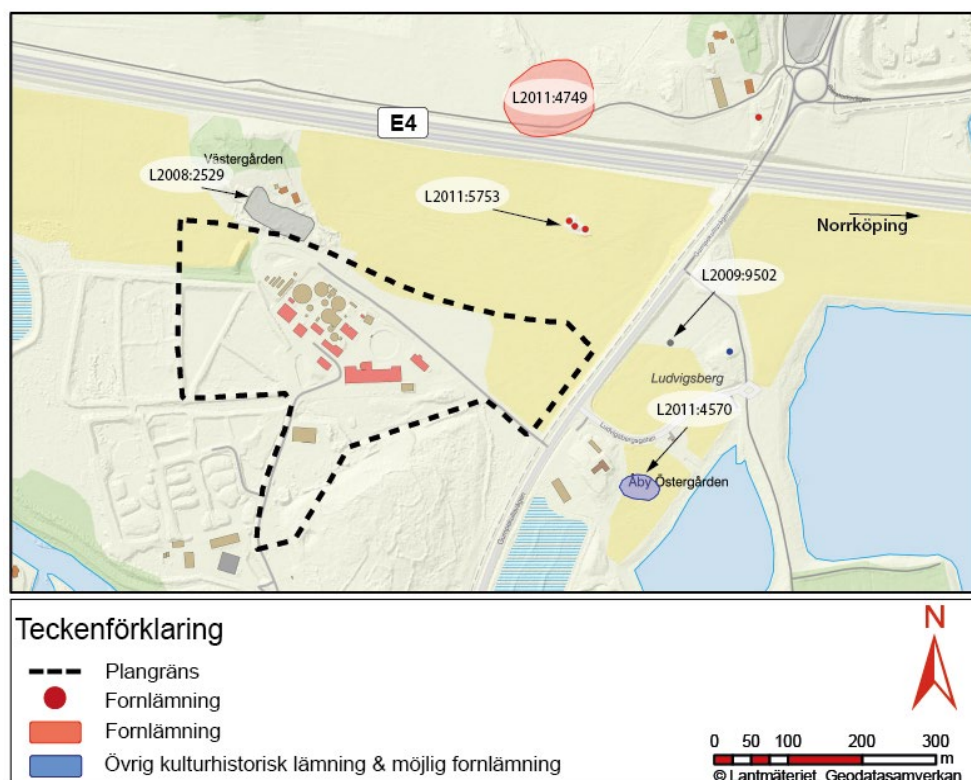 L2011:4749
E4
Västergården
L2008:2529
L2011:5753
Norrköping
L2009:9502
Ludvigsberg
L2011:4570
Ludvigsbergsgatan
Åby Östergården
Teckenförklaring
Plangräns
Fornlämning
Fornlämning
Övrig kulturhistorisk lämning & möjlig fornlämning
N
0 50 100 200 300
m
© Lantmäteriet Geodatasamverkan